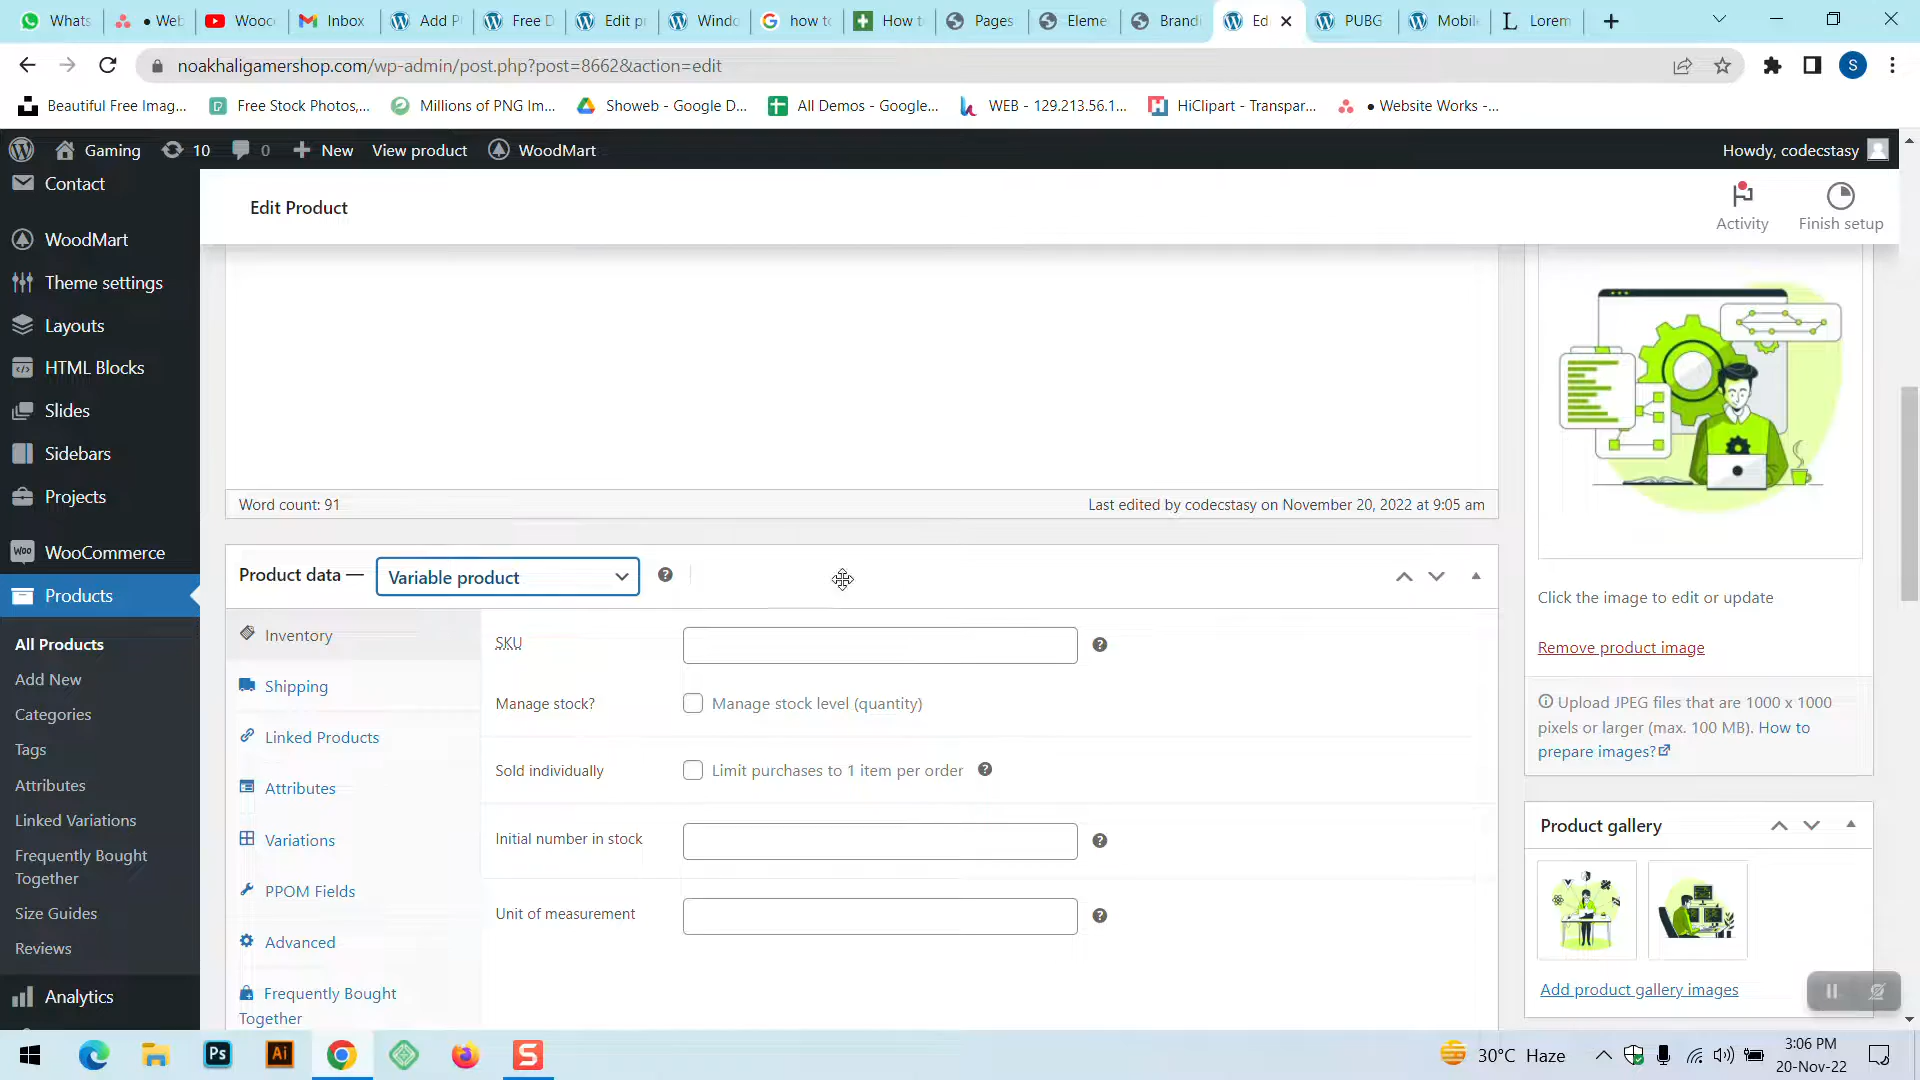 Whats
Web
Wooc
Inbox
Add P
Free D
Edit p
Windo
how to
How t
Pages
Eleme
Brandi
Ed
PUBG
Mobil
Lorem
noakhaligamershop.com/wp-admin/post.php?post=8662&action=edit
S
Beautiful Free Imag...
Free Stock Photos,...
Millions of PNG Im...
Showeb - Google D...
All Demos - Google...
WEB - 129.213.56.1...
HiClipart - Transpar...
● Website Works -...
Gaming
10
0
New
View product
WoodMart
Howdy, codecstasy
Contact
WoodMart
Theme settings
Layouts
HTML Blocks
Slides
Sidebars
Projects
WooCommerce
Products
All Products
Add New
Categories
Tags
Attributes
Linked Variations
Frequently Bought
Together
Size Guides
Reviews
Analytics
Edit Product
Activity
Finish setup
Word count: 91
Last edited by codecstasy on November 20, 2022 at 9:05 am
Product data —
Variable product
Inventory
Shipping
Linked Products
Attributes
Variations
PPOM Fields
Advanced
Frequently Bought
Together
SKU
Manage stock?
Manage stock level (quantity)
Sold individually
Limit purchases to 1 item per order
Initial number in stock
Unit of measurement
Click the image to edit or update
Remove product image
Upload JPEG files that are 1000 x 1000
pixels or larger (max. 100 MB). How to
prepare images?
Product gallery
Add product gallery images
Ps
Ai
S
30°C Haze
3:06 PM
20-Nov-22